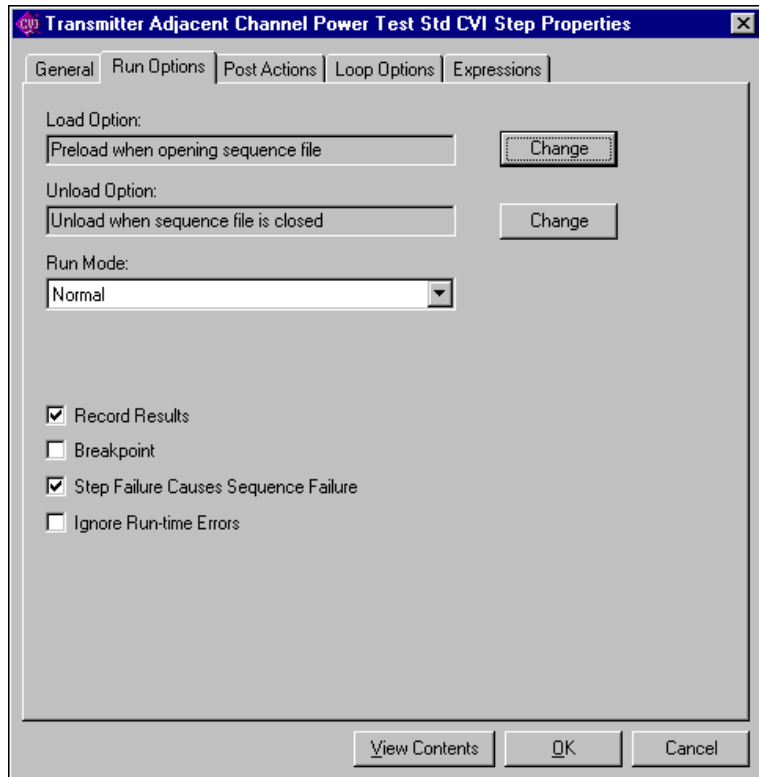 CVI Transmitter Adjacent Channel Power Test Std CVI Step Properties
General Run Options Post Actions Loop Options Expressions
Load Option:
Preload when opening sequence file Change
Unload Option:
Unload when sequence file is closed Change
Run Mode:
Normal
Record Results
Breakpoint
Step Failure Causes Sequence Failure
Ignore Run-time Errors
View Contents OK Cancel